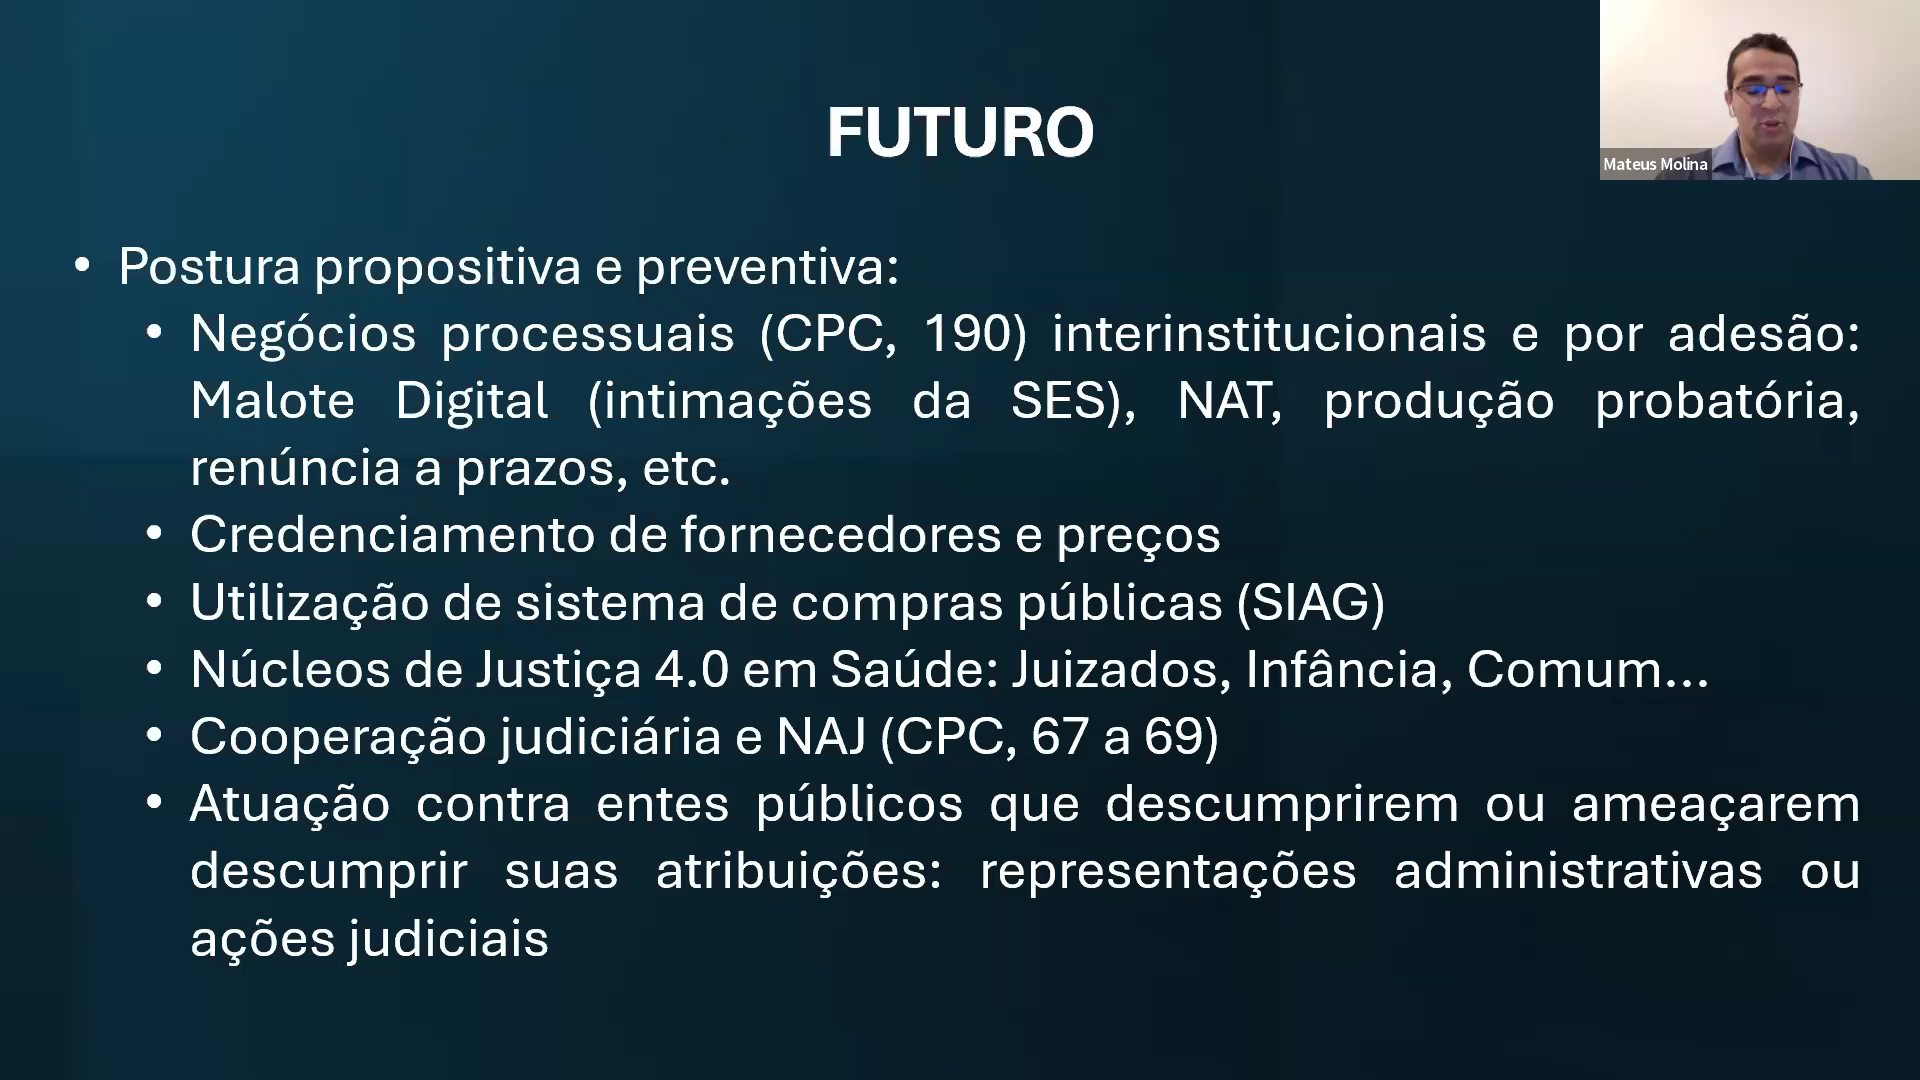 FUTURO
Mateus Molina
• Postura propositiva e preventiva:
• Negócios processuais (CPC, 190) interinstitucionais e por adesão:
Malote Digital (intimações da SES), NAT, produção probatória,
renúncia a prazos, etc.
• Credenciamento de fornecedores e preços
• Utilização de sistema de compras públicas (SIAG)
• Núcleos de Justiça 4.0 em Saúde: Juizados, Infância, Comum...
• Cooperação judiciária e NAJ (CPC, 67 a 69)
• Atuação contra entes públicos que descumprirem ou ameaçarem
descumprir suas atribuições: representações administrativas ou
ações judiciais